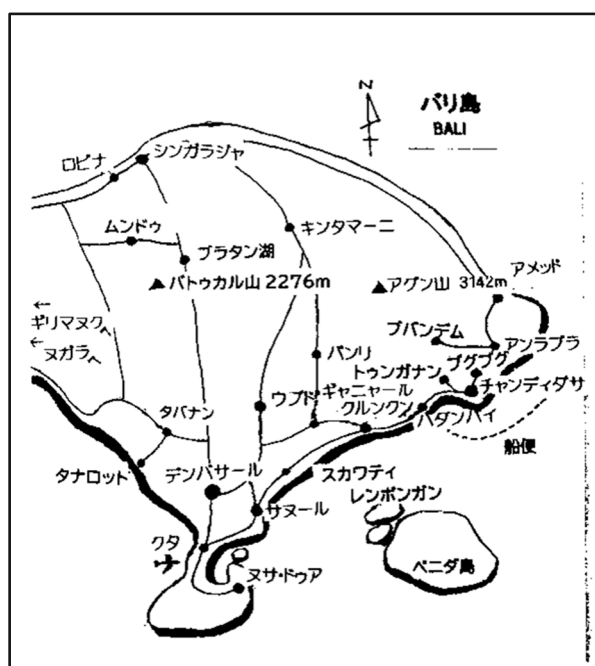 N
バリ島
BALI
シンガラジャ
ロビナ
ムンドゥ
キンタマーニ
ブラタン湖
バトゥカル山 2276m
アグン山 3142m
アメッド
ギリマヌクへ
ヌガラへ
ブバンデム
アンラプラ
バンリ
ブグブグ
トゥンガナン
チャンディダサ
ウブド
ギャニャール
クルンクン
パダンバイ
タバナン
船便
デンパサール
スカワティ
タナロット
レンボンガン
サヌール
クタ
ペニダ島
ヌサ・ドゥア